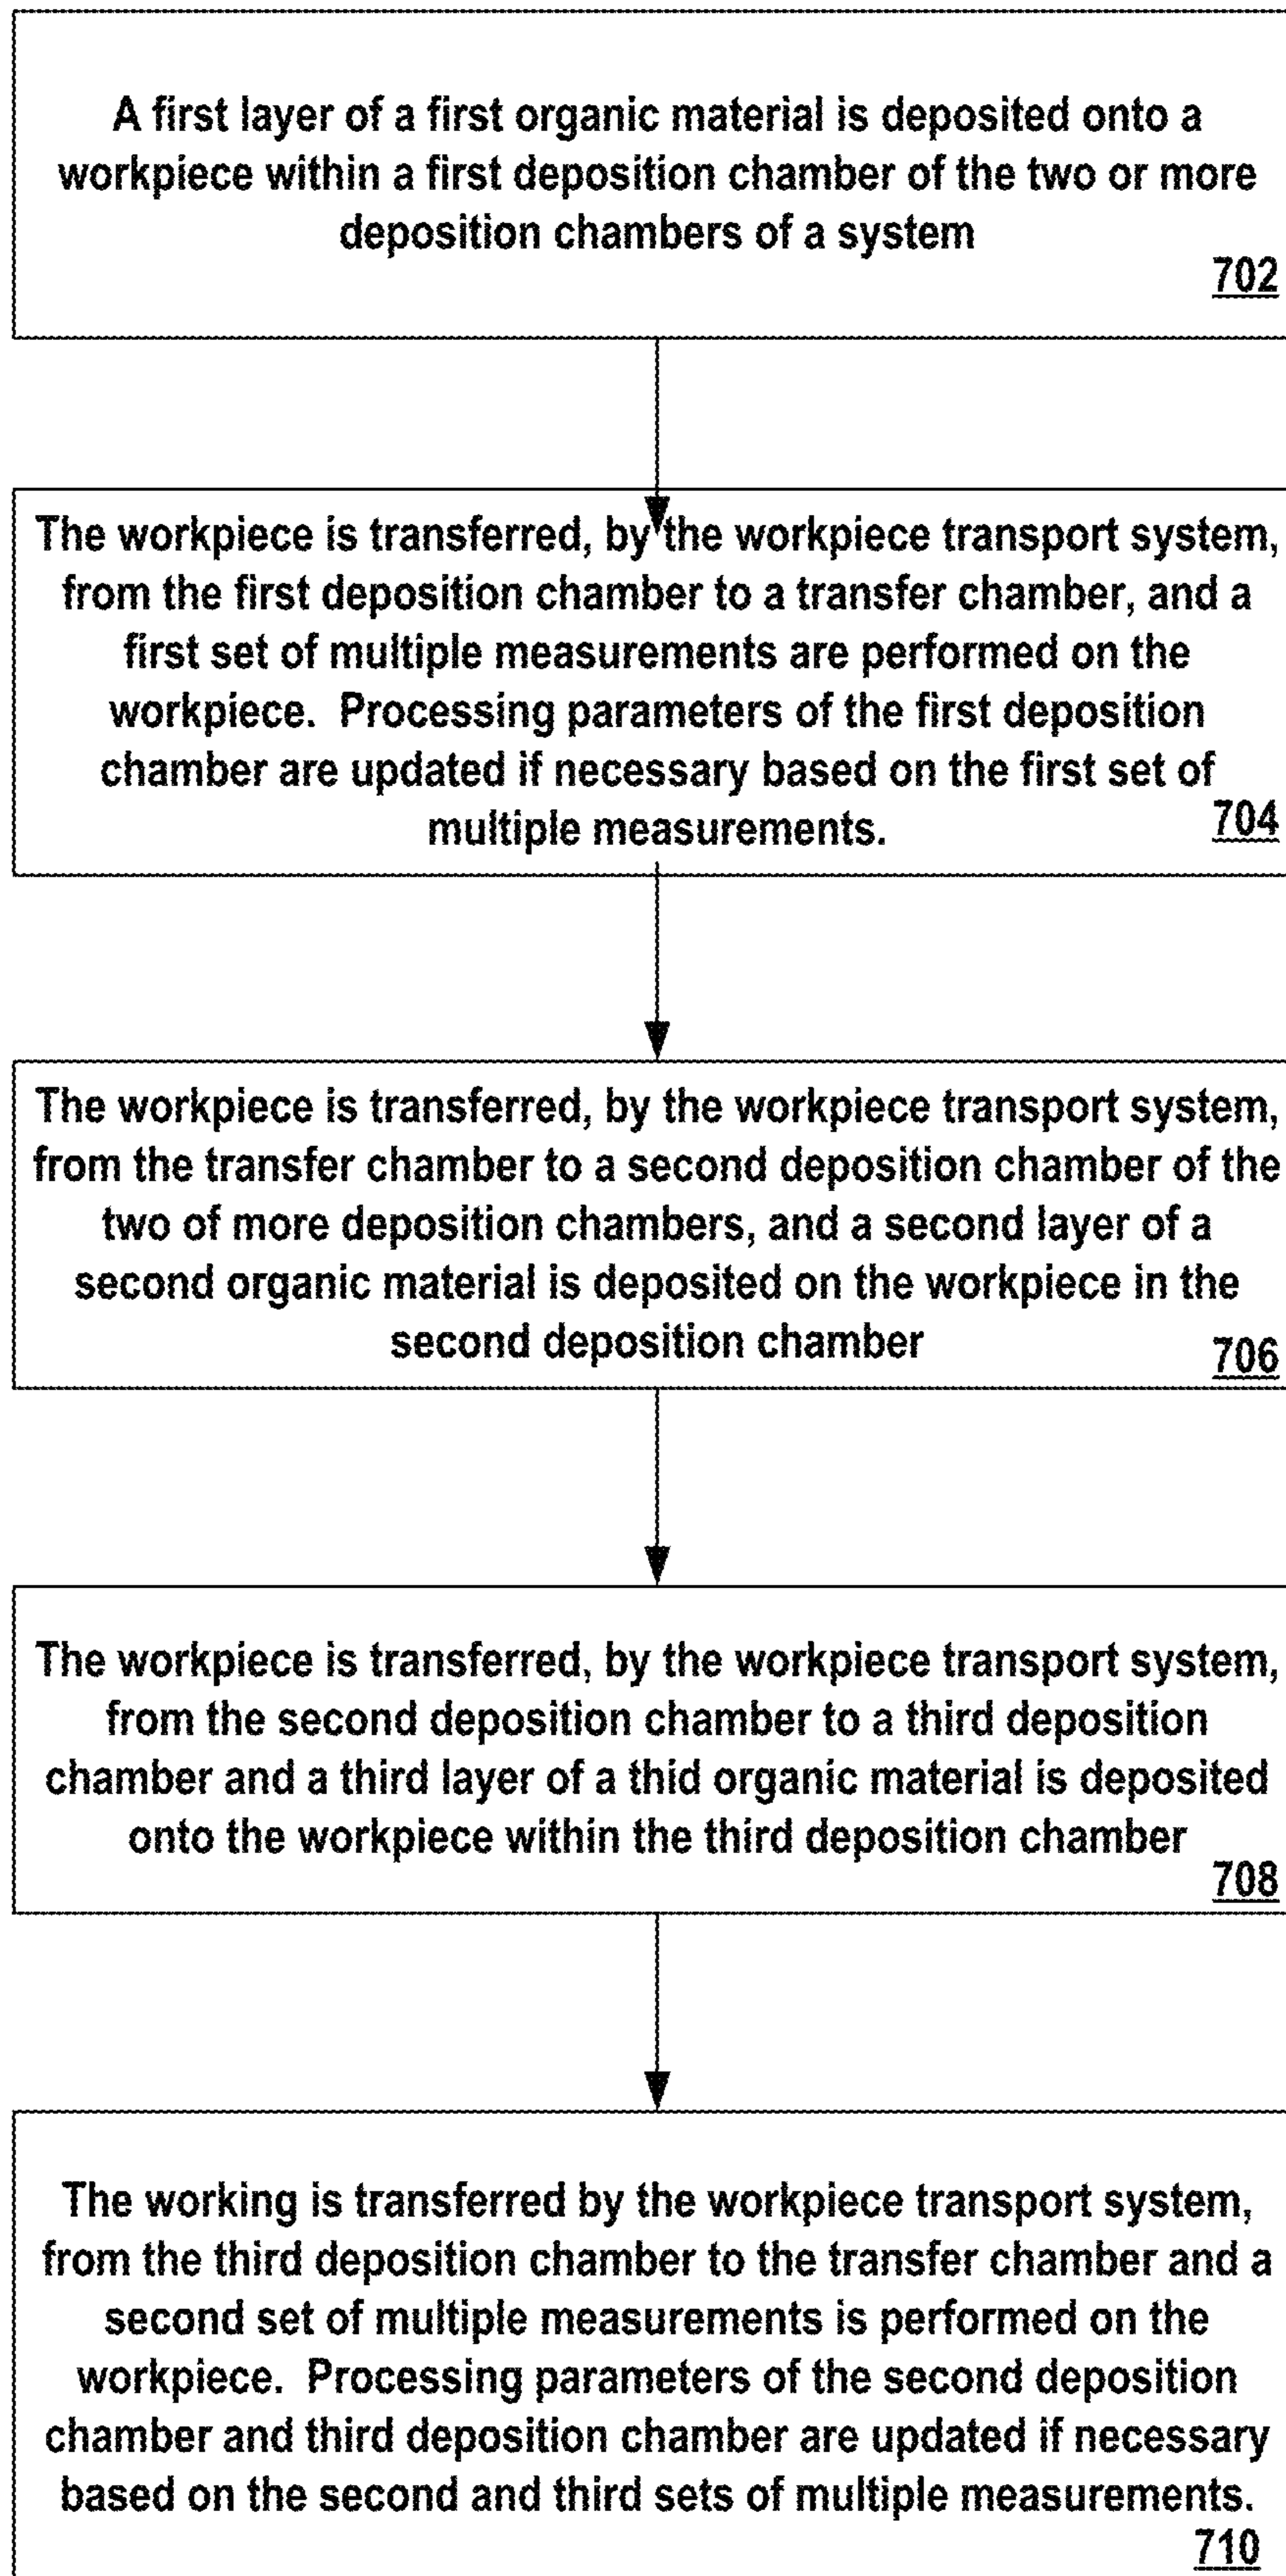 A first layer of a first organic material is deposited onto a
workpiece within a first deposition chamber of the two or more
deposition chambers of a system
702
The workpiece is transferred, by the workpiece transport system,
from the first deposition chamber to a transfer chamber, and a
first set of multiple measurements are performed on the
workpiece. Processing parameters of the first deposition
chamber are updated if necessary based on the first set of
multiple measurements.
704
The workpiece is transferred, by the workpiece transport system,
from the transfer chamber to a second deposition chamber of the
two of more deposition chambers, and a second layer of a
second organic material is deposited on the workpiece in the
second deposition chamber
706
The workpiece is transferred, by the workpiece transport system,
from the second deposition chamber to a third deposition
chamber and a third layer of a thid organic material is deposited
onto the workpiece within the third deposition chamber
708
The working is transferred by the workpiece transport system,
from the third deposition chamber to the transfer chamber and a
second set of multiple measurements is performed on the
workpiece. Processing parameters of the second deposition
chamber and third deposition chamber are updated if necessary
based on the second and third sets of multiple measurements.
710